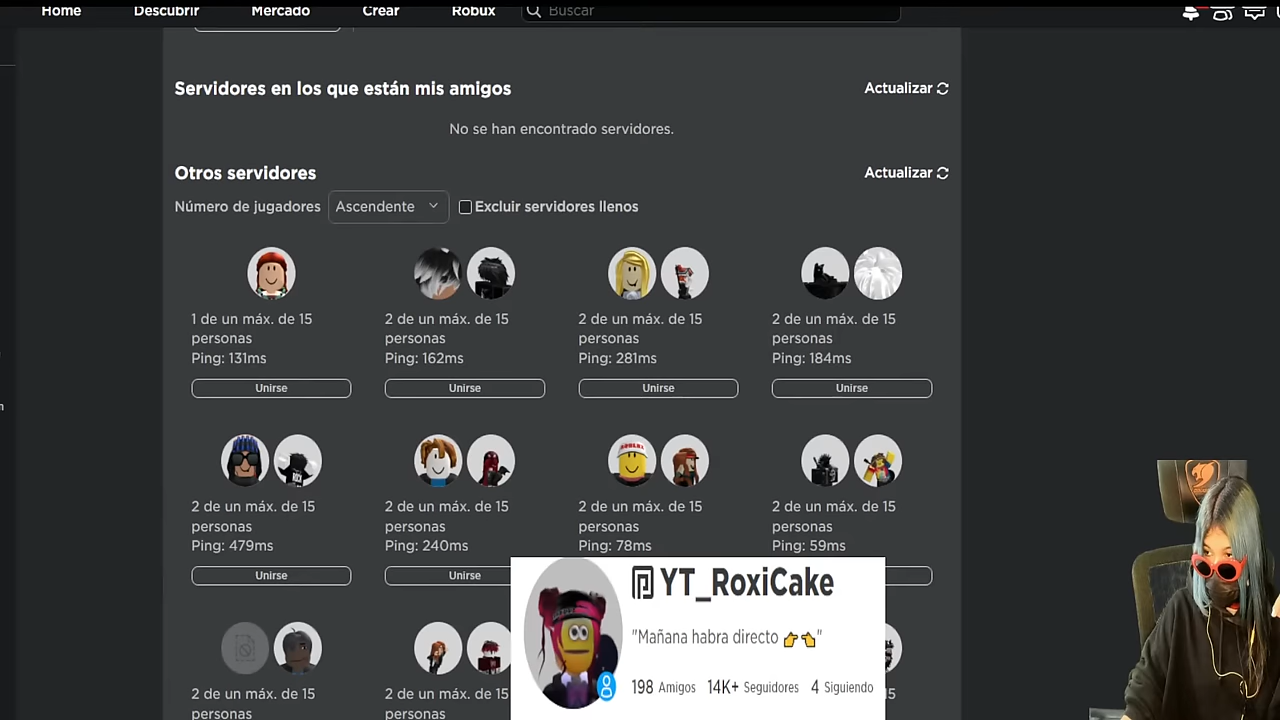 Home Descubrir Mercado Crear Robux Buscar
Servidores en los que están mis amigos Actualizar
No se han encontrado servidores.
Otros servidores Actualizar
Número de jugadores Ascendente Excluir servidores llenos
1 de un máx. de 15 personas
Ping: 131ms
Unirse
2 de un máx. de 15 personas
Ping: 162ms
Unirse
2 de un máx. de 15 personas
Ping: 281ms
Unirse
2 de un máx. de 15 personas
Ping: 184ms
Unirse
2 de un máx. de 15 personas
Ping: 479ms
Unirse
2 de un máx. de 15 personas
Ping: 240ms
Unirse
2 de un máx. de 15 personas
Ping: 78ms
2 de un máx. de 15 personas
Ping: 59ms
2 de un máx. de 15 personas
2 de un máx. de 15 personas
YT_RoxiCake
"Mañana habra directo 👉👈"
198 Amigos 14K+ Seguidores 4 Siguiendo